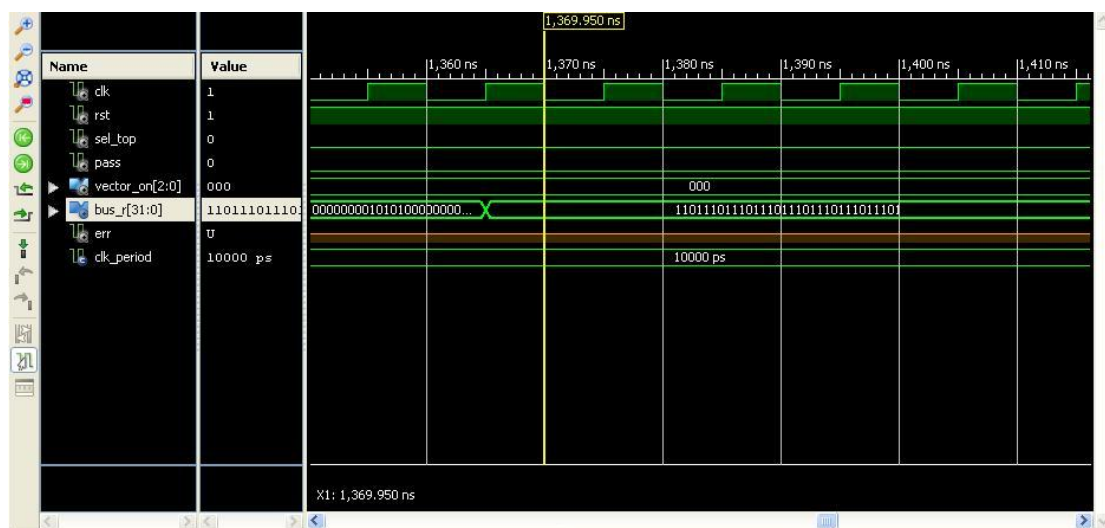 1,369.950 ns
Name Value 1,360 ns 1,370 ns 1,380 ns 1,390 ns 1,400 ns 1,410 ns
clk 1
rst 1
sel_top 0
pass 0
vector_on[2:0] 000 000
bus_r[31:0] 110111011101 000000001010100000000... 11011101110111011101110111011101
err U
clk_period 10000 ps 10000 ps
X1: 1,369.950 ns